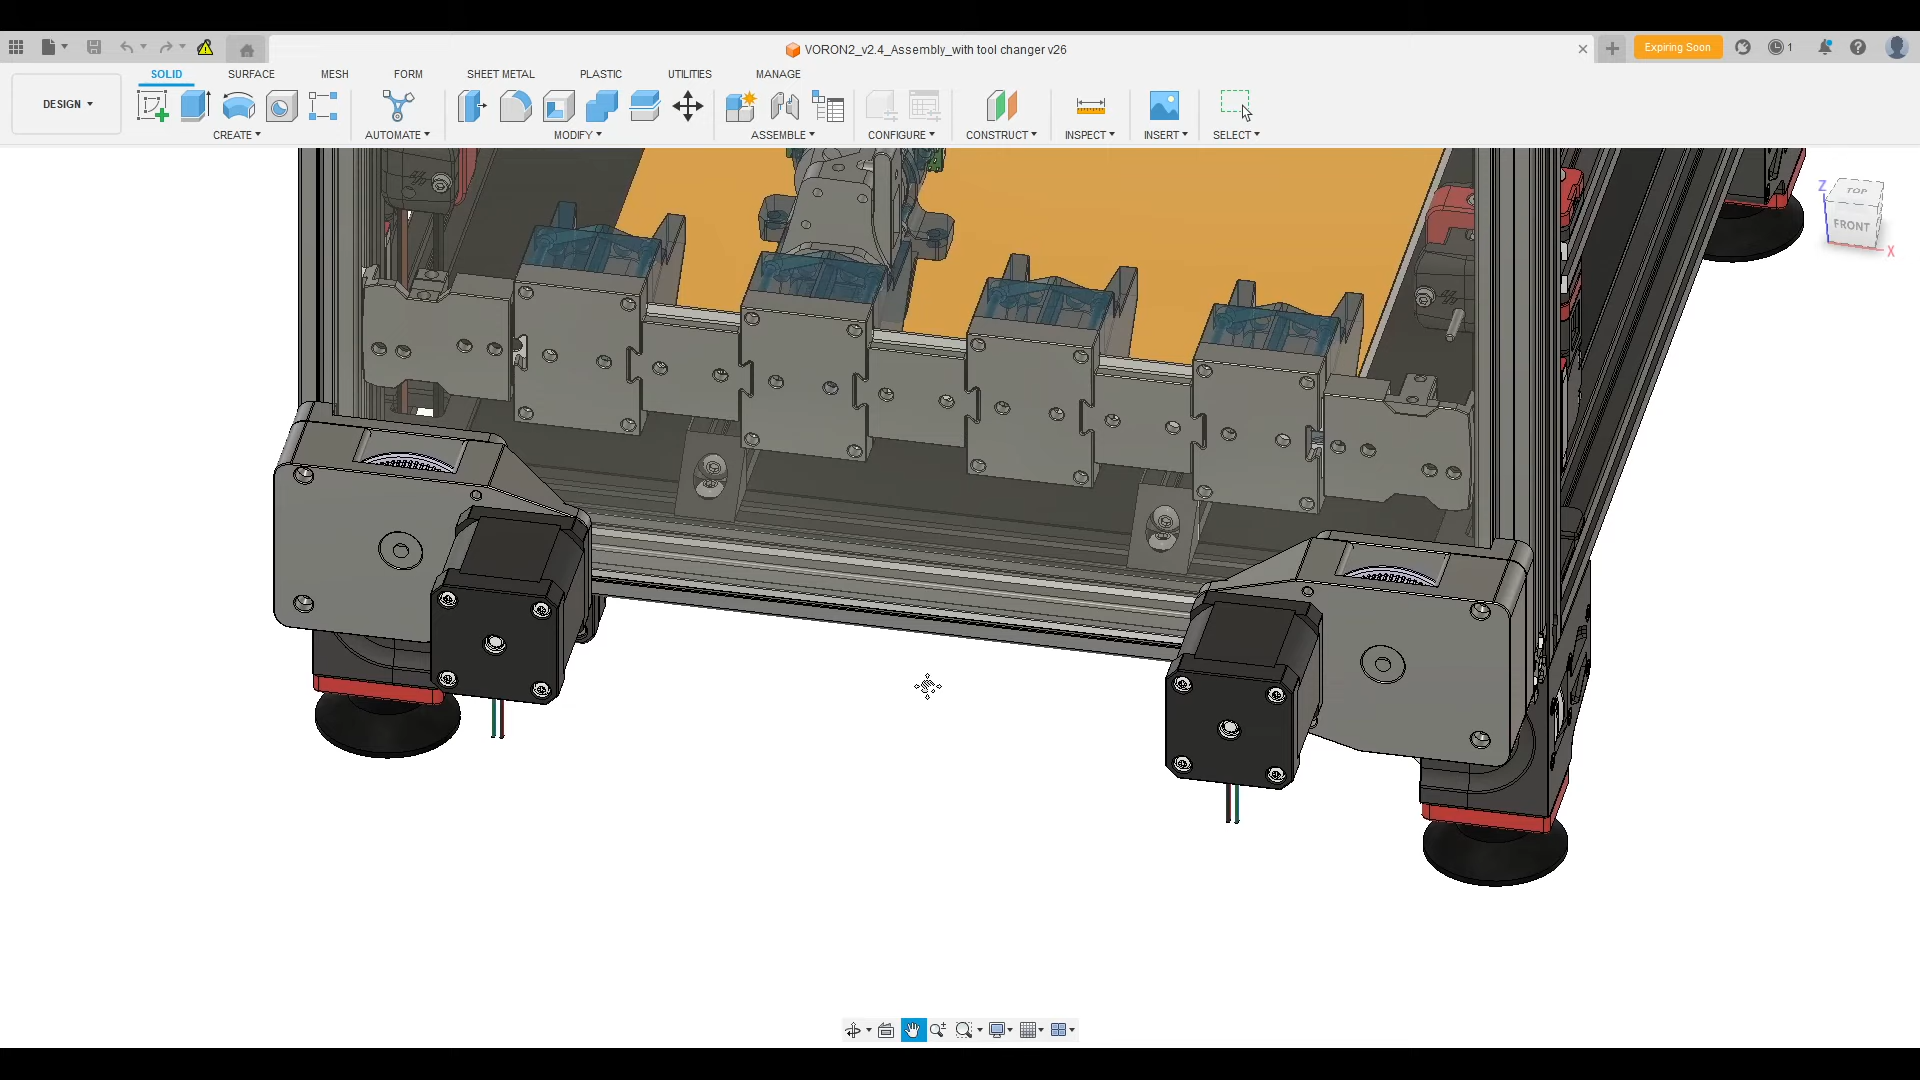 VORON2_v2.4_Assembly_with tool changer v26
Expiring Soon
1
DESIGN
SOLID
SURFACE
MESH
FORM
SHEET METAL
PLASTIC
UTILITIES
MANAGE
CREATE
AUTOMATE
MODIFY
ASSEMBLE
CONFIGURE
CONSTRUCT
INSPECT
INSERT
SELECT
Z
TOP
FRONT
X